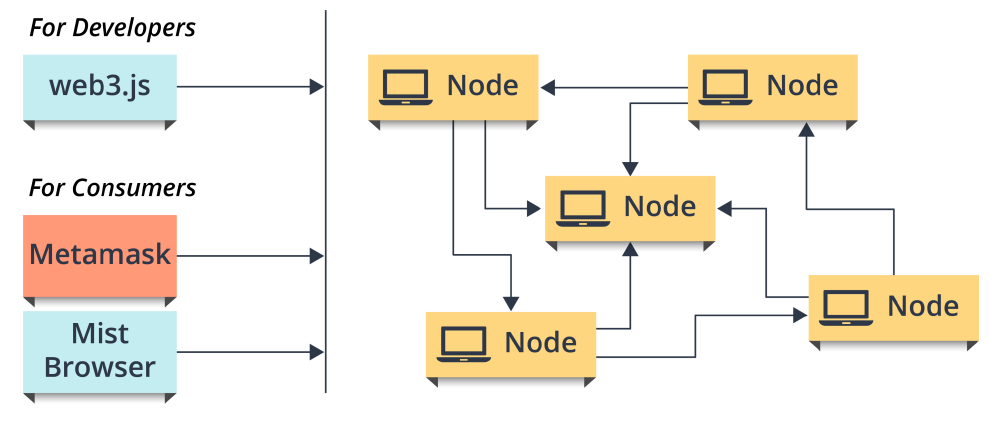 For Developers
web3.js
Node
Node
For Consumers
Node
Metamask
Node
Mist
Browser
Node